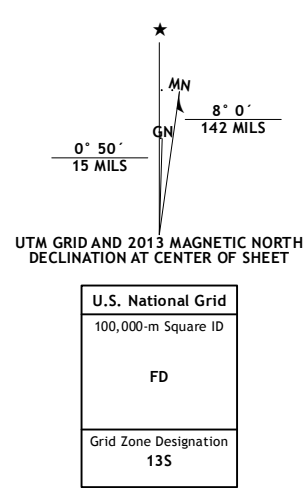 ★
MN
GN
8° 0´
142 MILS
0° 50´
15 MILS
UTM GRID AND 2013 MAGNETIC NORTH
DECLINATION AT CENTER OF SHEET
U.S. National Grid
100,000-m Square ID
FD
Grid Zone Designation
13S